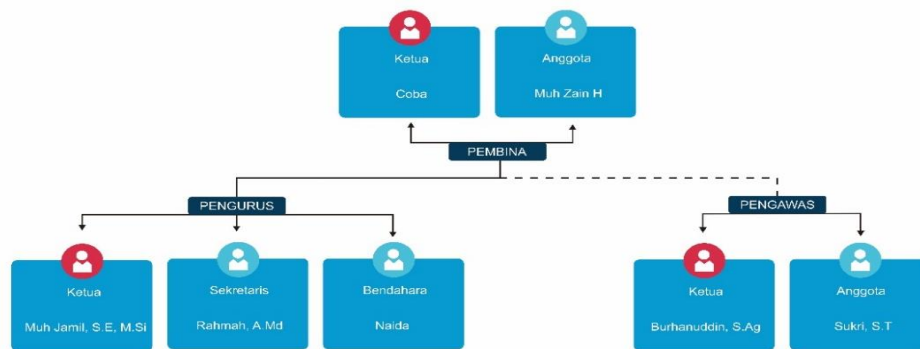 Ketua
Coba
Anggota
Muh Zain H
PEMBINA
PENGURUS
PENGAWAS
Ketua
Muh Jamil, S.E, M.Si
Sekretaris
Rahmah, A.Md
Bendahara
Naida
Ketua
Burhanuddin, S.Ag
Anggota
Sukri, S.T